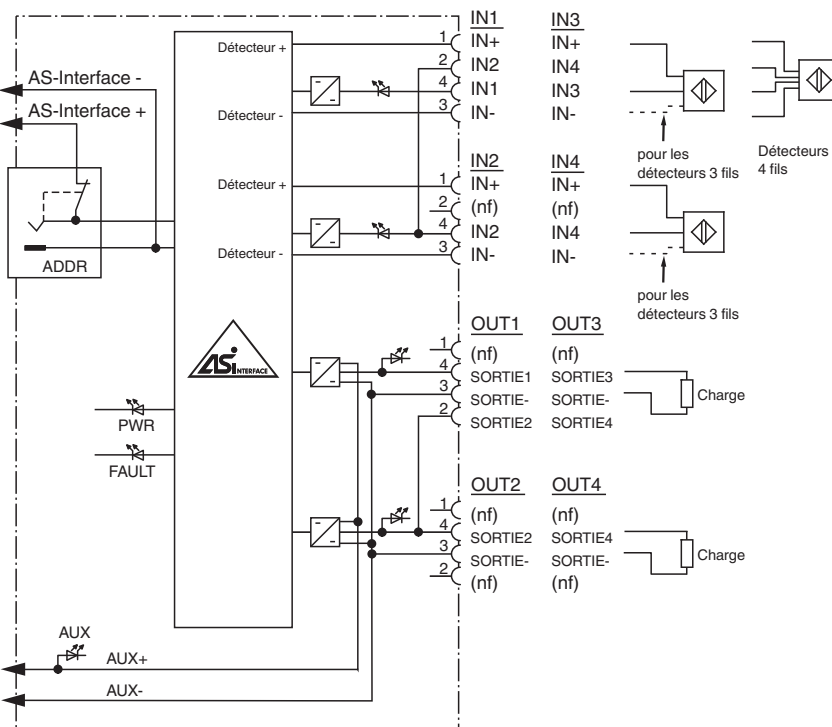 AS-Interface -
AS-Interface +
ADDR
Détecteur +
Détecteur -
Détecteur +
Détecteur -
ASi INTERFACE
PWR
FAULT
AUX
AUX+
AUX-
IN1 IN3
1 IN+ IN+
2 IN2 IN4
4 IN1 IN3
3 IN- IN-
IN2 IN4
1 IN+ IN+
2 (nf) (nf)
4 IN2 IN4
3 IN- IN-
pour les
détecteurs 3 fils
Détecteurs
4 fils
pour les
détecteurs 3 fils
OUT1 OUT3
1 (nf) (nf)
4 SORTIE1 SORTIE3
3 SORTIE- SORTIE-
2 SORTIE2 SORTIE4
Charge
OUT2 OUT4
1 (nf) (nf)
4 SORTIE2 SORTIE4
3 SORTIE- SORTIE-
2 (nf) (nf)
Charge